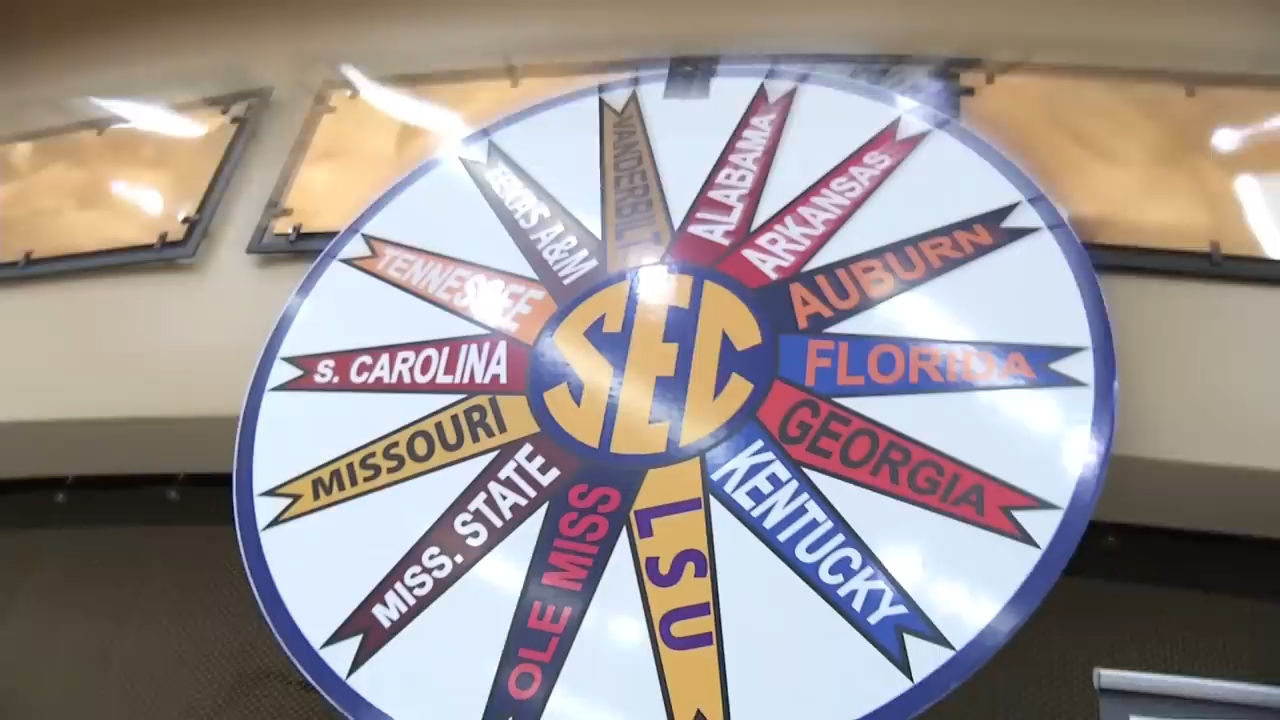 VANDERBILT
ALABAMA
ARKANSAS
AUBURN
FLORIDA
GEORGIA
KENTUCKY
LSU
OLE MISS
MISS. STATE
MISSOURI
S. CAROLINA
TENNESSEE
TEXAS A&M
SEC